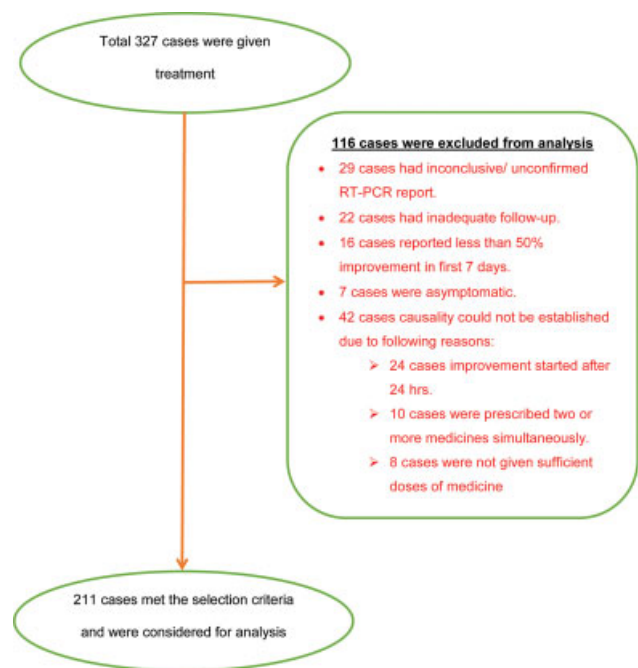 Total 327 cases were given
treatment
116 cases were excluded from analysis
• 29 cases had inconclusive/ unconfirmed
RT-PCR report.
• 22 cases had inadequate follow-up.
• 16 cases reported less than 50%
improvement in first 7 days.
• 7 cases were asymptomatic.
• 42 cases causality could not be established
due to following reasons:
➢ 24 cases improvement started after
24 hrs.
➢ 10 cases were prescribed two or
more medicines simultaneously.
➢ 8 cases were not given sufficient
doses of medicine
211 cases met the selection criteria
and were considered for analysis